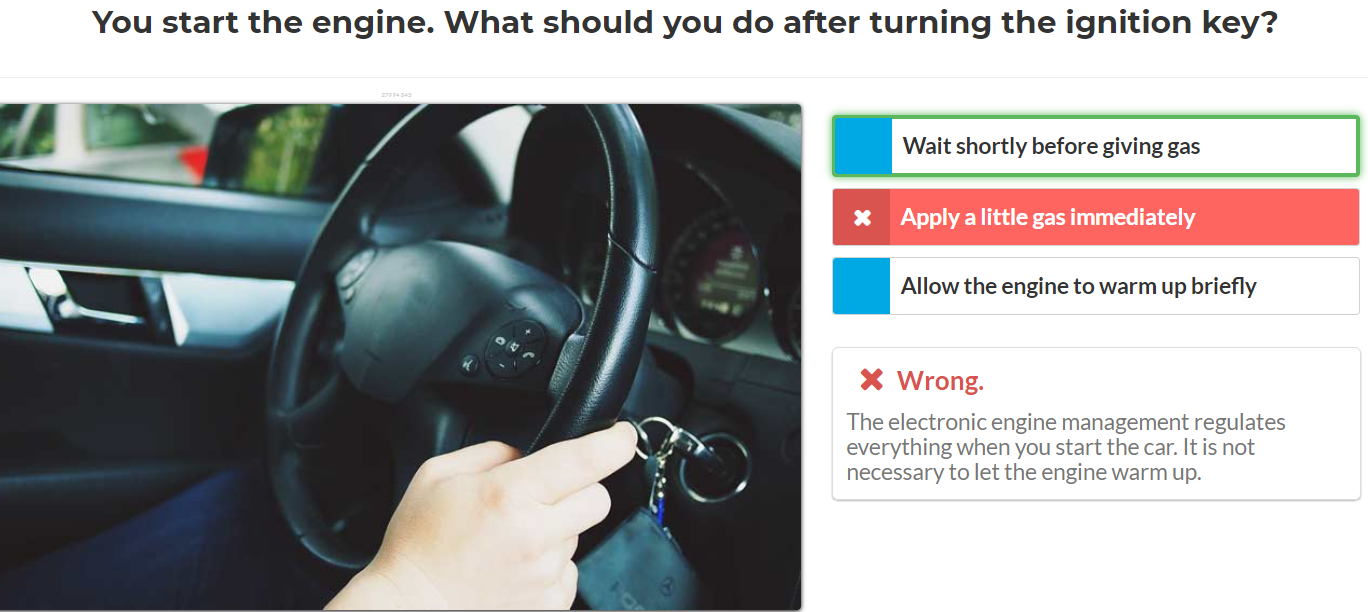 You start the engine. What should you do after turning the ignition key?
Wait shortly before giving gas
Apply a little gas immediately
Allow the engine to warm up briefly
Wrong.
The electronic engine management regulates
everything when you start the car. It is not
necessary to let the engine warm up.